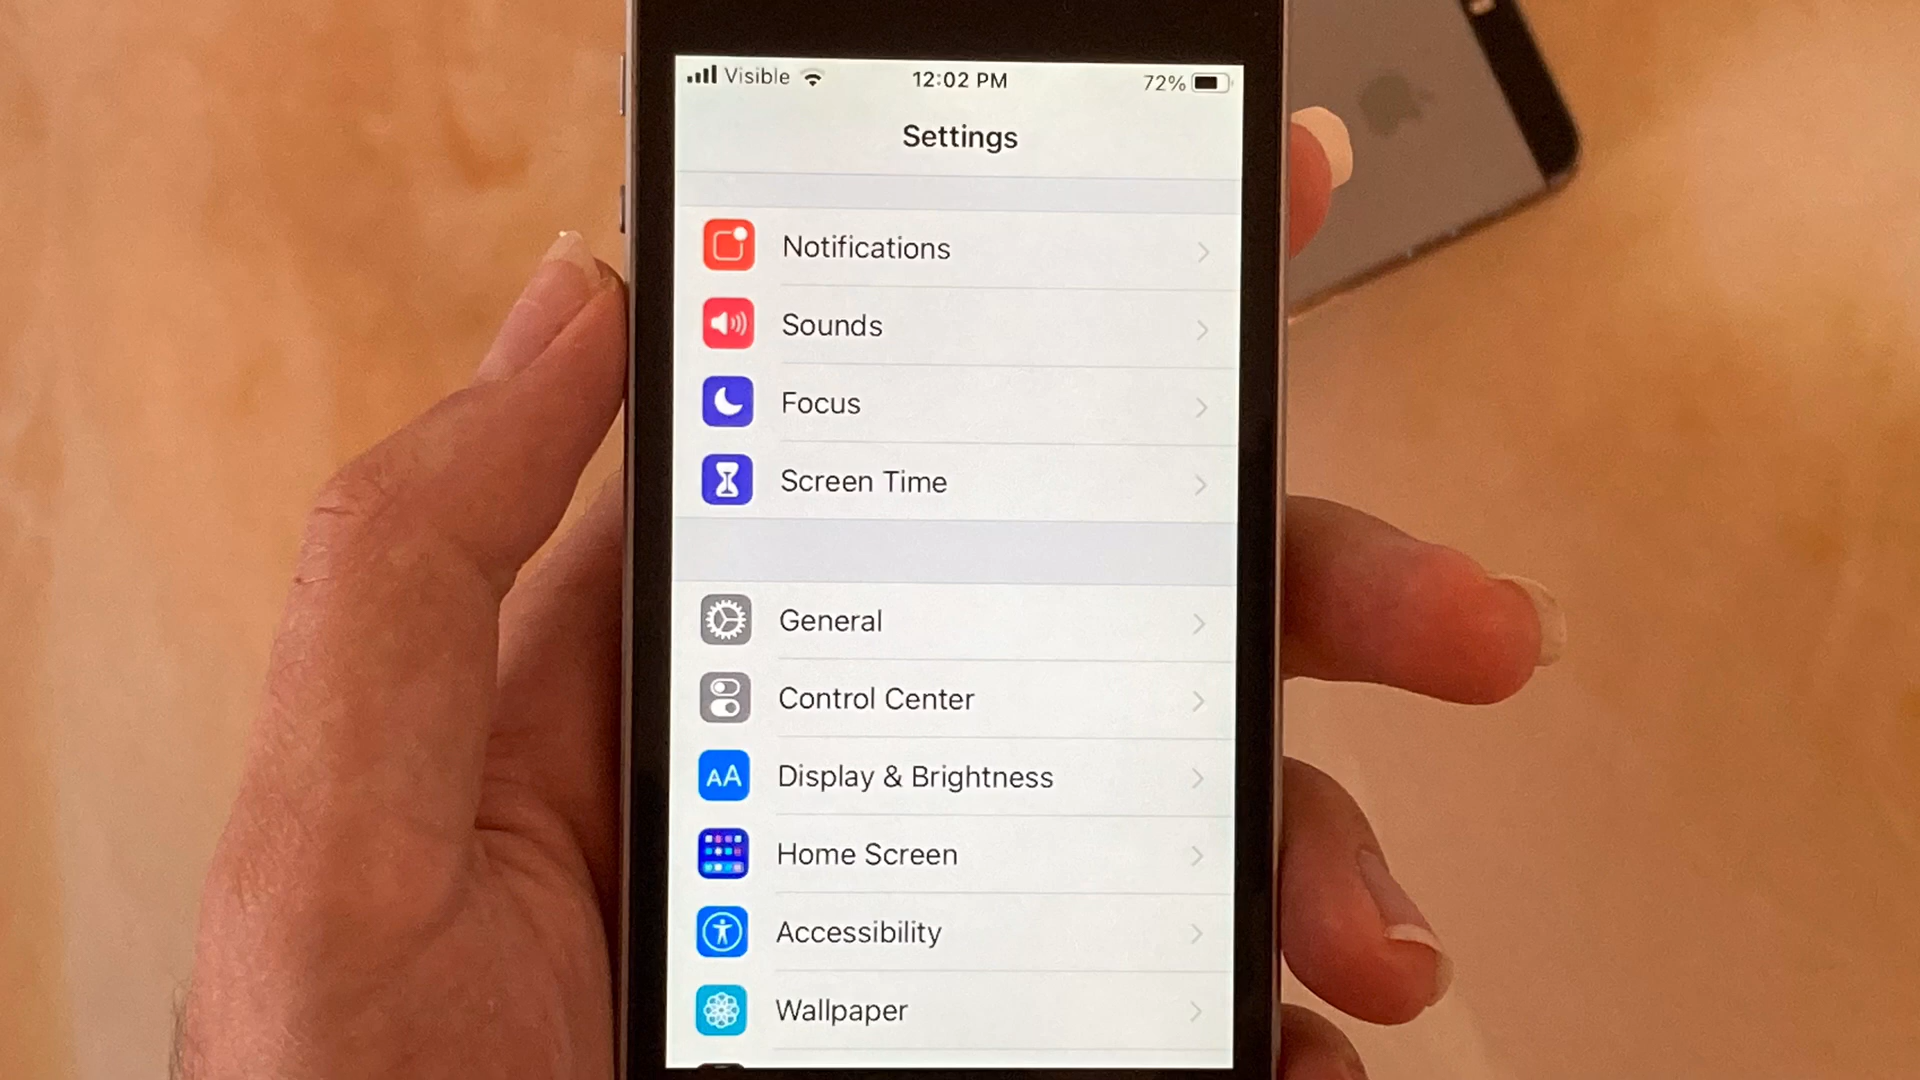 Visible 12:02 PM 72%
Settings
Notifications
Sounds
Focus
Screen Time
General
Control Center
AA Display & Brightness
Home Screen
Accessibility
Wallpaper